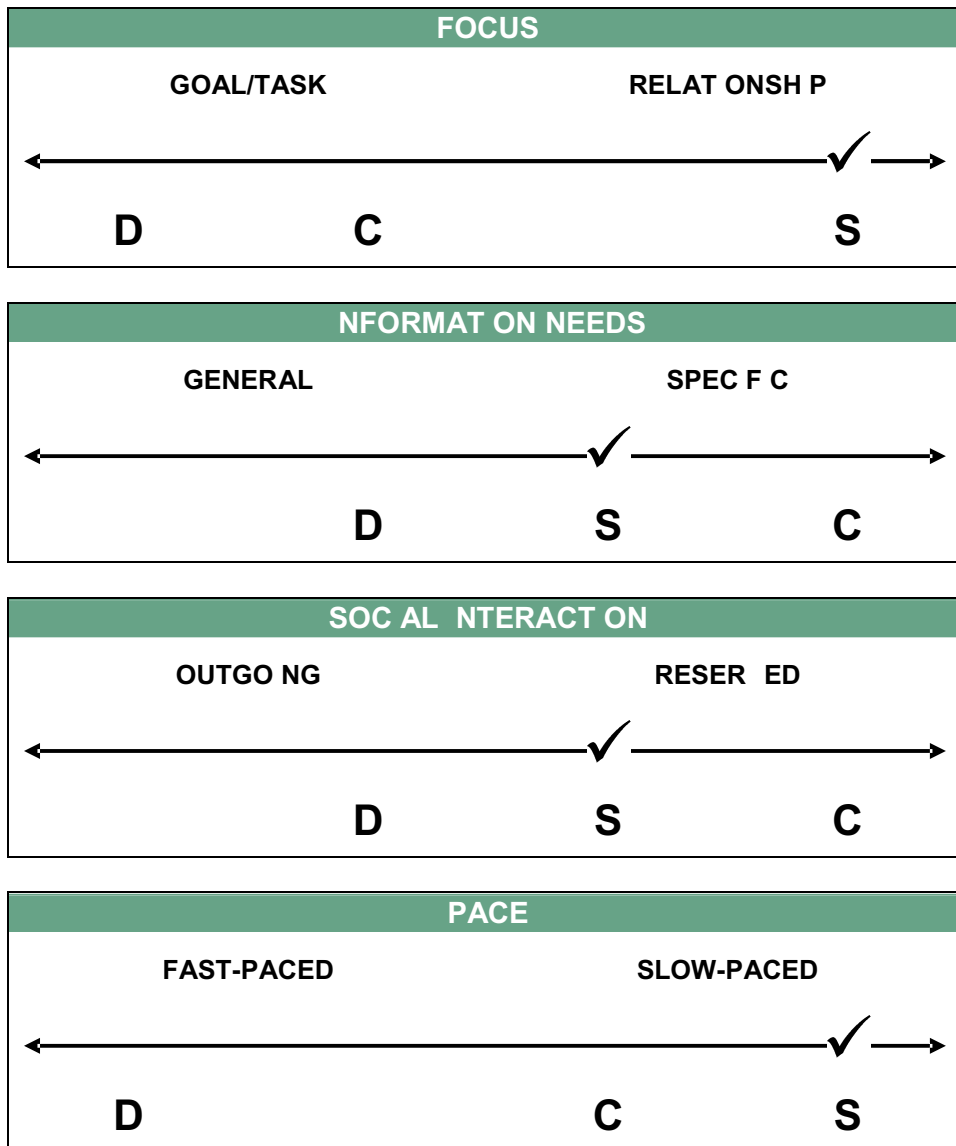 FOCUS
GOAL/TASK RELAT ONSH P
D C S
NFORMAT ON NEEDS
GENERAL SPEC F C
D S C
SOC AL NTERACT ON
OUTGO NG RESER ED
D S C
PACE
FAST-PACED SLOW-PACED
D C S